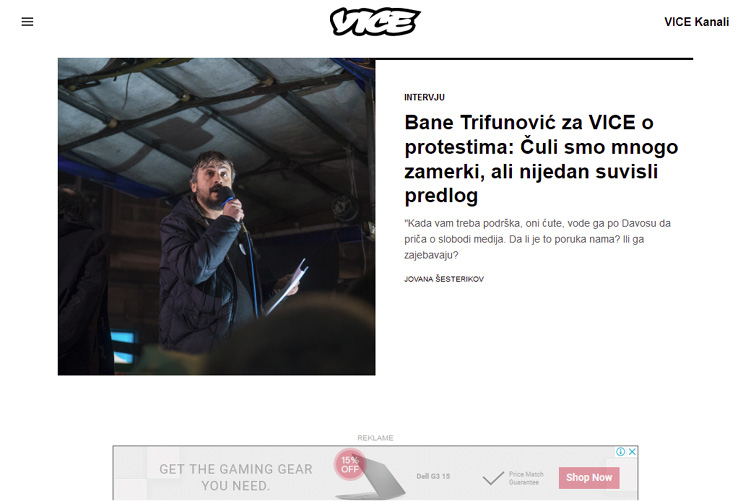 VICE
VICE Kanali
INTERVJU
Bane Trifunović za VICE o
protestima: Čuli smo mnogo
zamerki, ali nijedan suvisli
predlog
"Kada vam treba podrška, oni ćute, vode ga po Davosu da
priča o slobodi medija. Da li je to poruka nama? Ili ga
zajebavaju?
JOVANA ŠESTERIKOV
REKLAME
GET THE GAMING GEAR
YOU NEED.
15%
OFF
Dell G3 15
Price Match
Guarantee
Shop Now